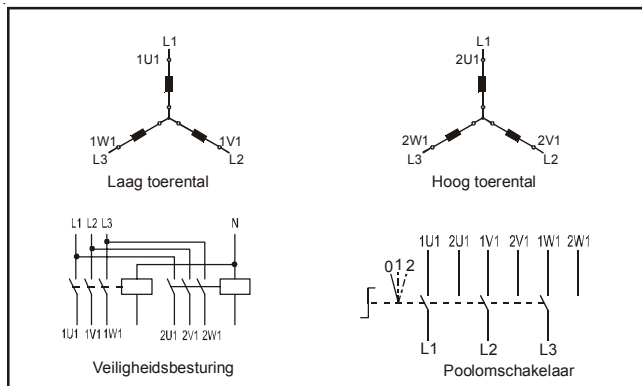 L1
1U1
1W1
1V1
L3
L2
Laag toerental
L1
2U1
2W1
2V1
L3
L2
Hoog toerental
L1 L2 L3 N
1U1 1V1 1W1 2U1 2V1 2W1
Veiligheidsbesturing
1U1 2U1 1V1 2V1 1W1 2W1
0 1 2
L1 L2 L3
Poolomschakelaar